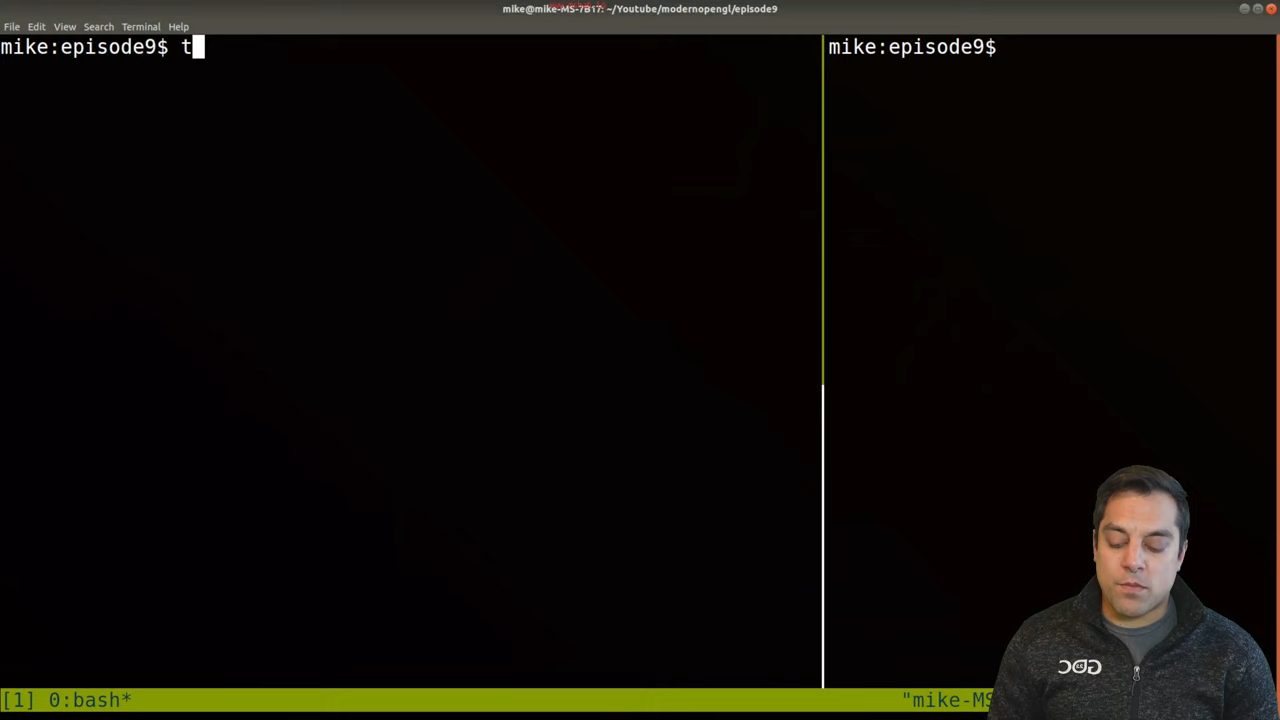 mike@mike-MS-7B17: ~/Youtube/modernopengl/episode9
File Edit View Search Terminal Help
mike:episode9$ t
mike:episode9$
GDC
[1] 0:bash*
"mike-MS